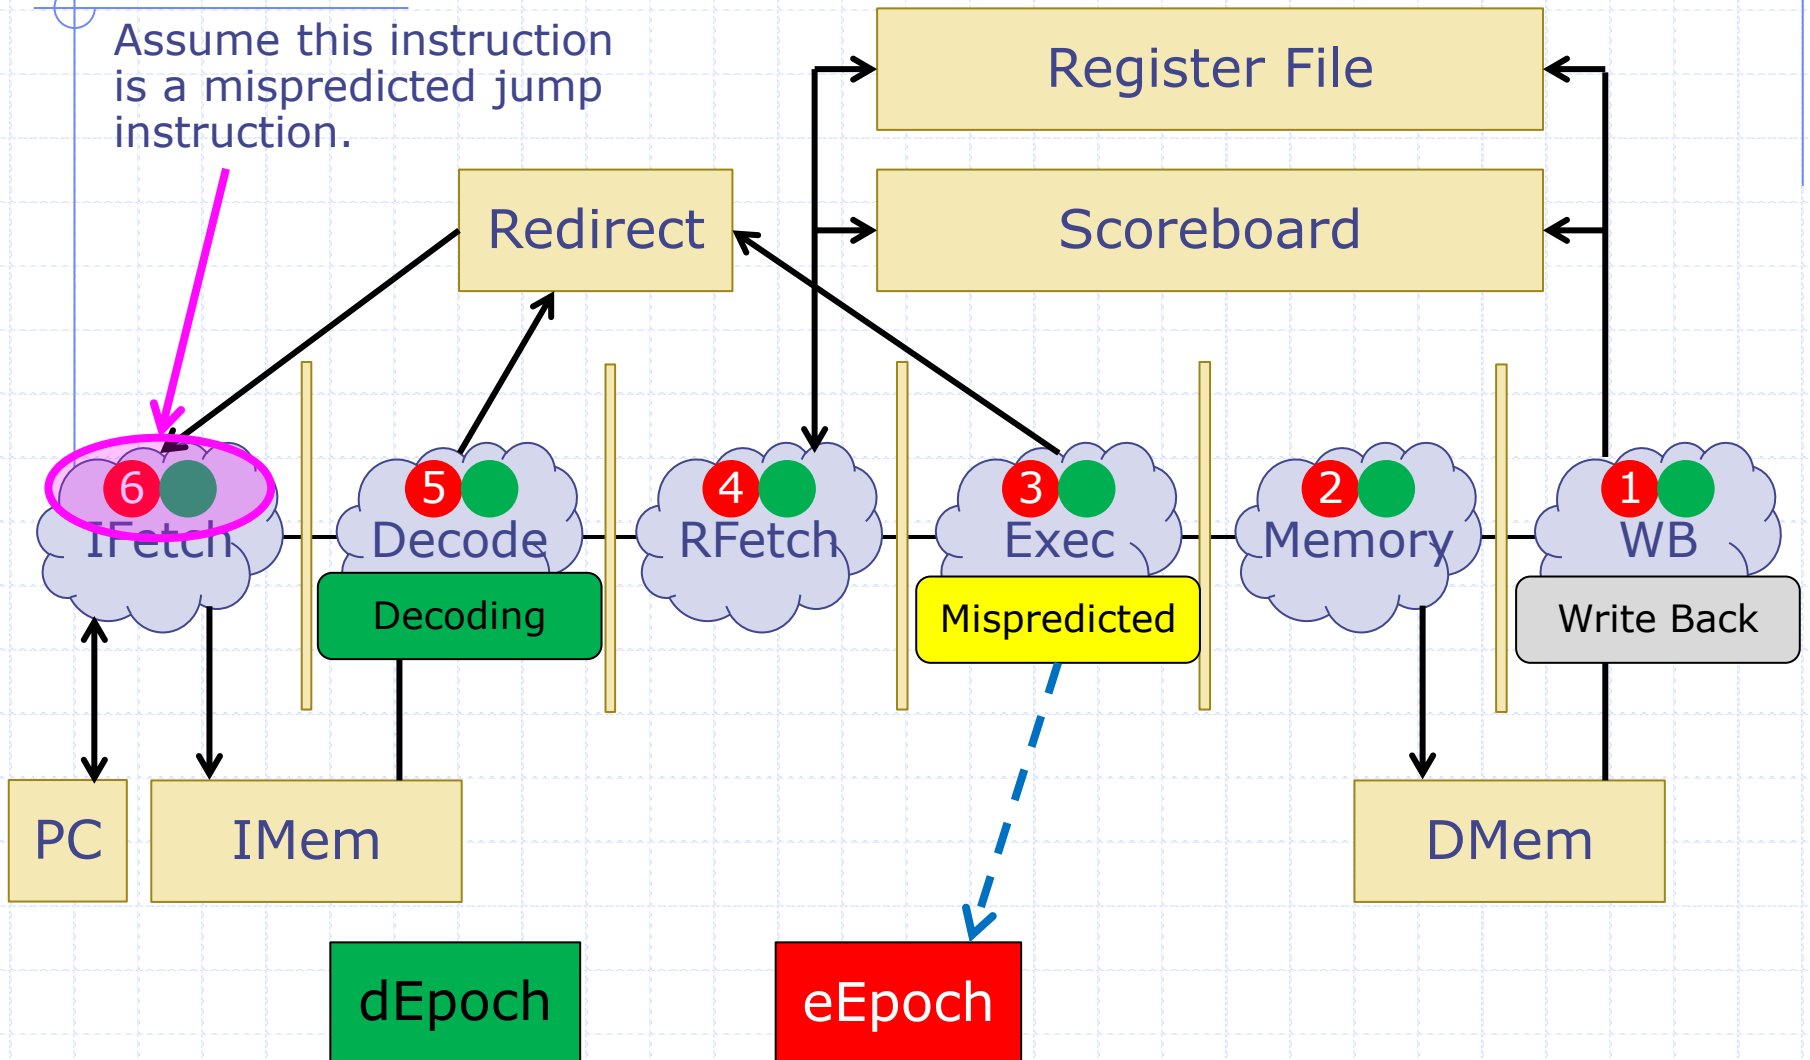 Assume this instruction
is a mispredicted jump
instruction.
Register File
Redirect
Scoreboard
6
5
4
3
2
1
IFetch
Decode
RFetch
Exec
Memory
WB
Decoding
Mispredicted
Write Back
PC
IMem
DMem
dEpoch
eEpoch